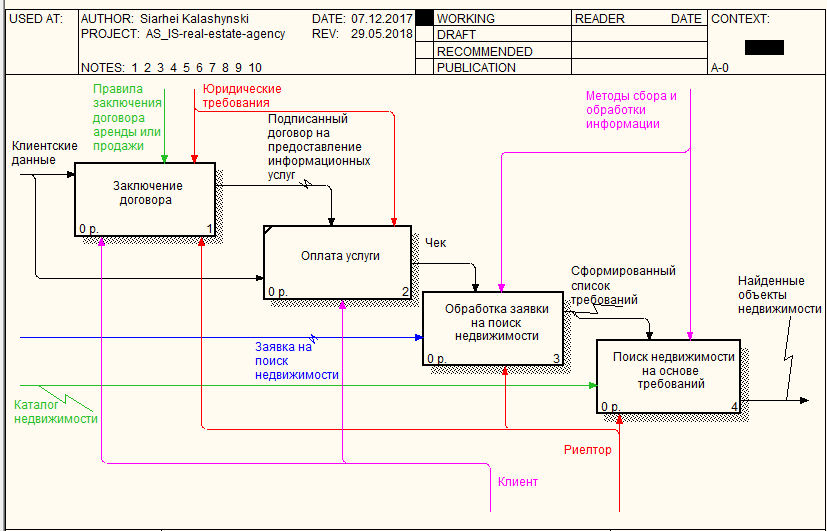 USED AT:
AUTHOR: Siarhei Kalashynski
DATE: 07.12.2017
PROJECT: AS_IS-real-estate-agency
REV: 29.05.2018
NOTES: 1 2 3 4 5 6 7 8 9 10
WORKING
DRAFT
RECOMMENDED
PUBLICATION
READER DATE
CONTEXT:
A-0
Правила
заключения
договора
аренды или
продажи
Юридические
требования
Подписанный
договор на
предоставление
информационных
услуг
Методы сбора и
обработки
информации
Клиентские
данные
Заключение
договора
0 р. 1
Оплата услуги
0 р. 2
Чек
Обработка заявки
на поиск
недвижимости
0 р. 3
Сформированный
список
требований
Найденные
объекты
недвижимости
Заявка на
поиск
недвижимости
Поиск недвижимости
на основе
требований
0 р. 4
Каталог
недвижимости
Риелтор
Клиент